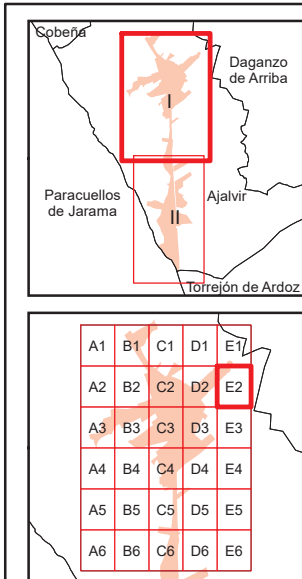 Cobeña
Daganzo
de Arriba
I
Paracuellos
de Jarama
Ajalvir
II
Torrejón de Ardoz
A1 B1 C1 D1 E1
A2 B2 C2 D2 E2
A3 B3 C3 D3 E3
A4 B4 C4 D4 E4
A5 B5 C5 D5 E5
A6 B6 C6 D6 E6